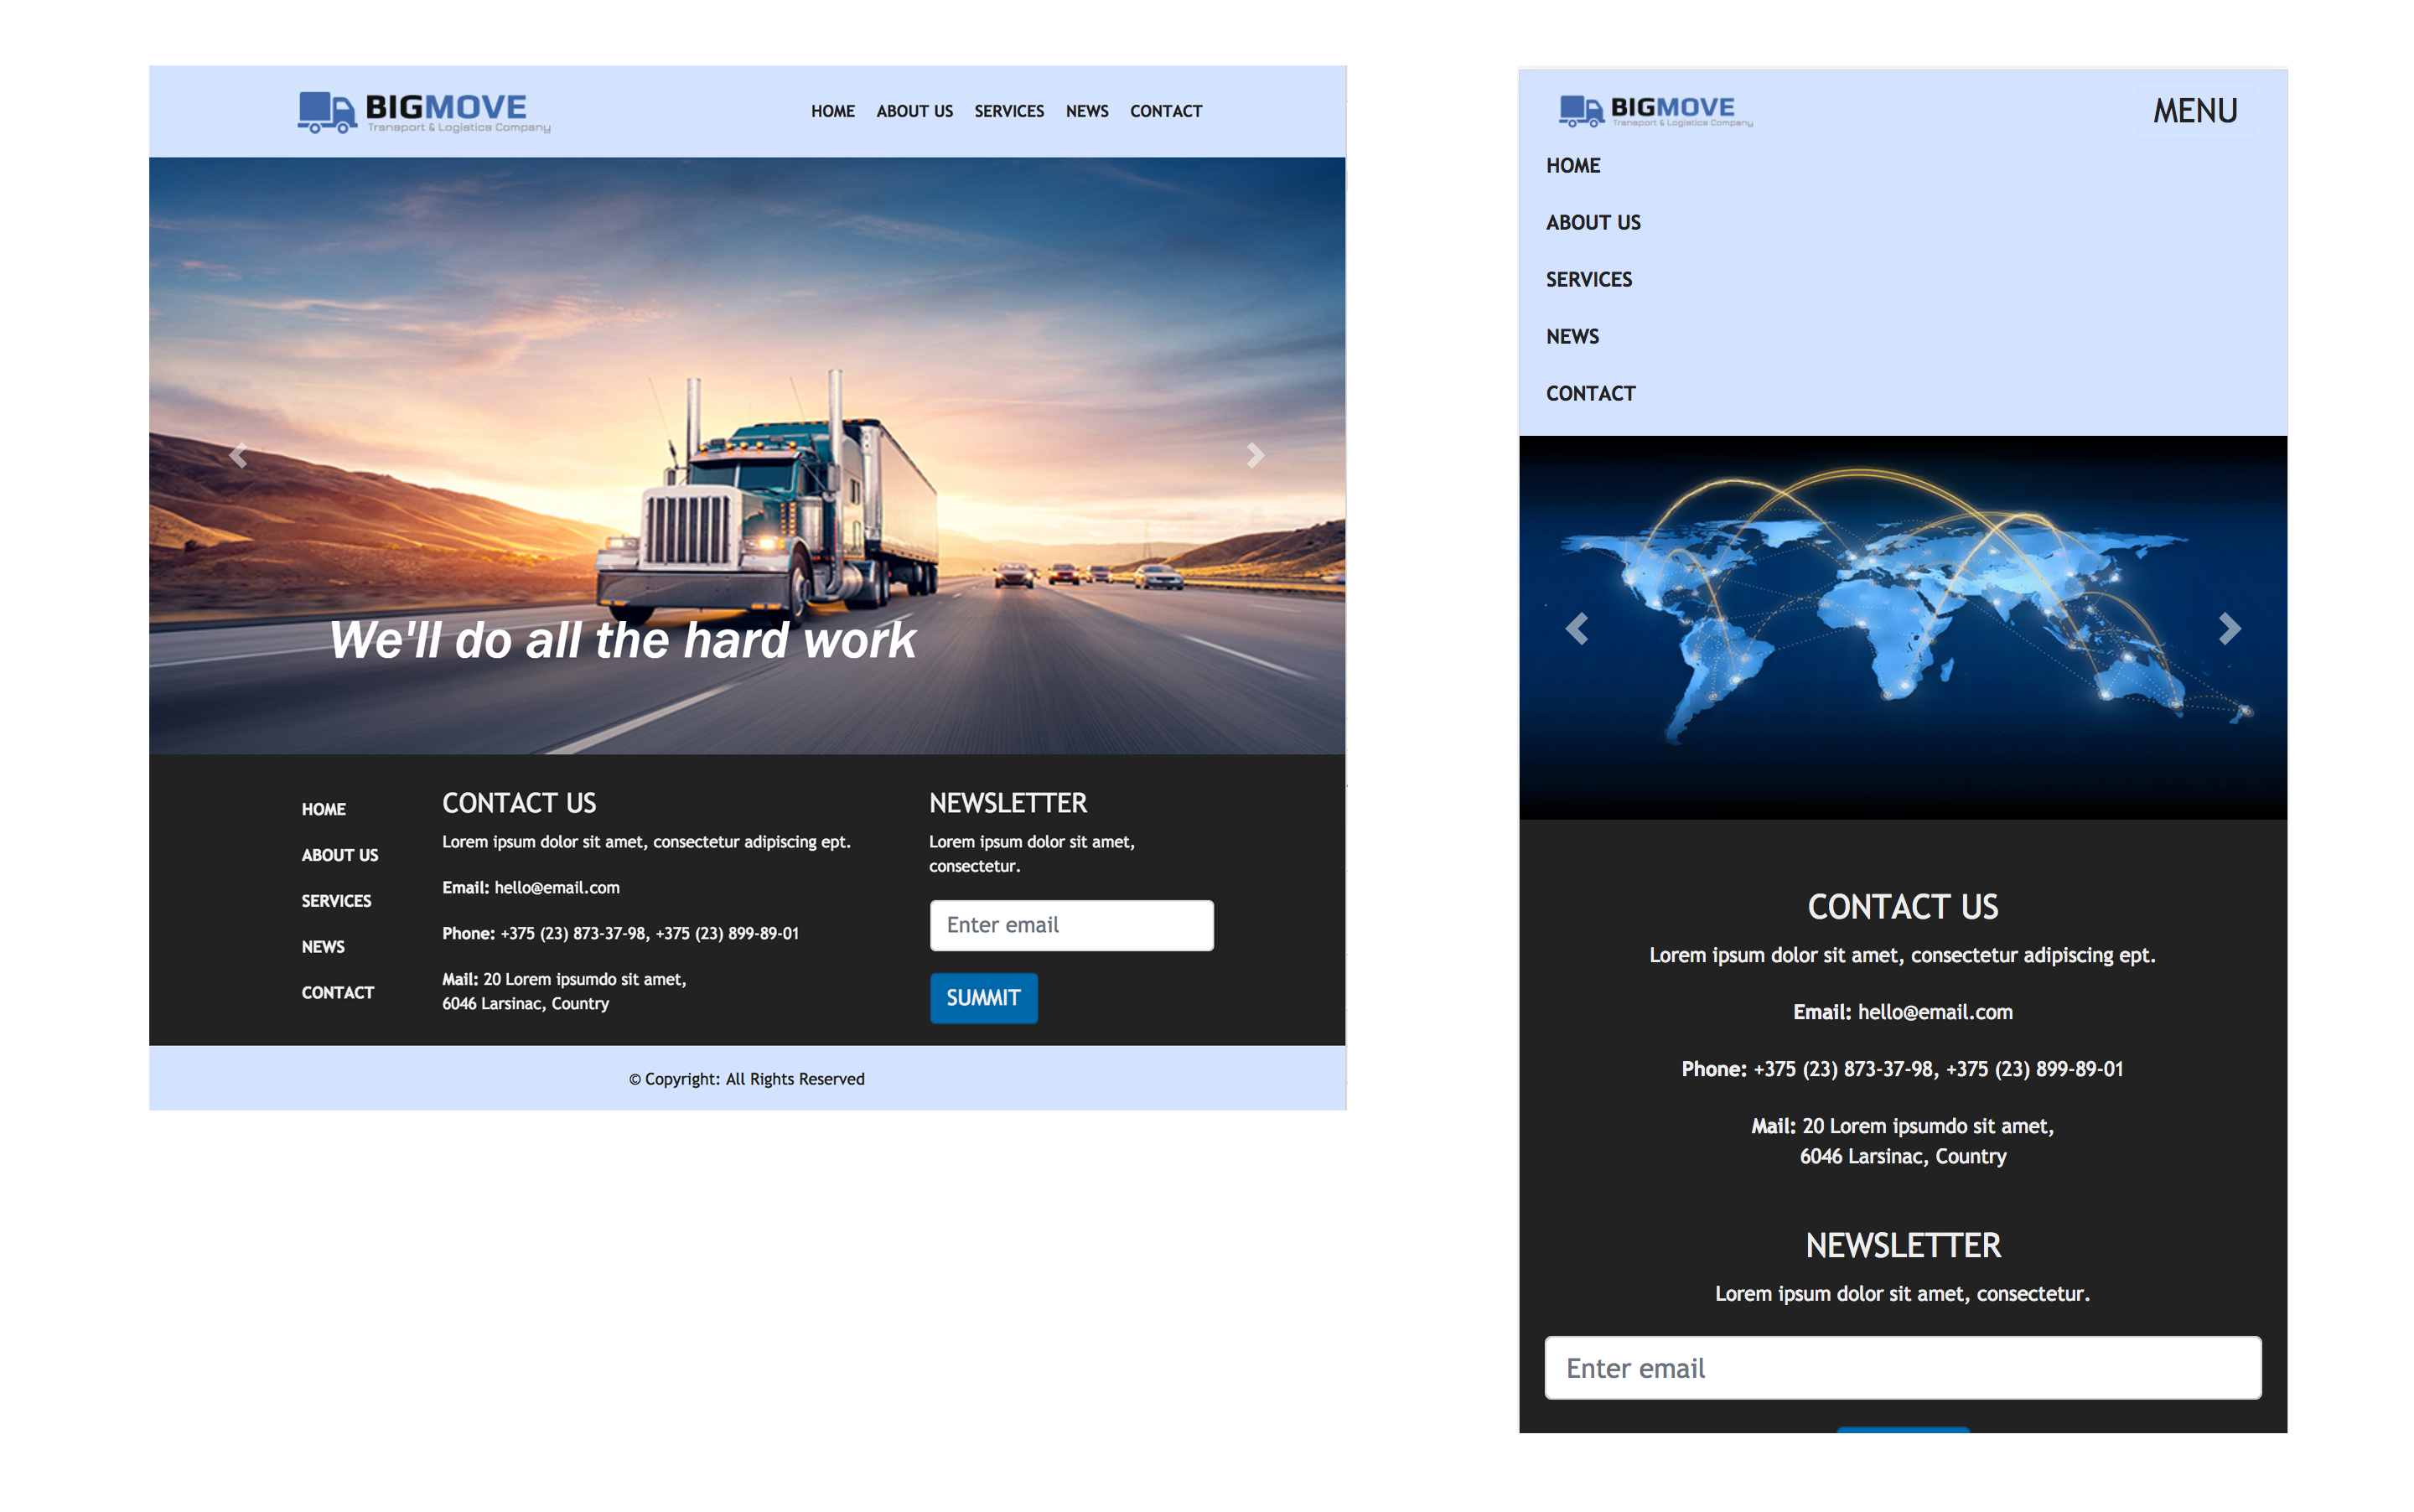 BIGMOVE
Transport & Logistics Company
HOME ABOUT US SERVICES NEWS CONTACT
We'll do all the hard work
HOME
ABOUT US
SERVICES
NEWS
CONTACT
CONTACT US
Lorem ipsum dolor sit amet, consectetur adipiscing ept.
Email: hello@email.com
Phone: +375 (23) 873-37-98, +375 (23) 899-89-01
Mail: 20 Lorem ipsumdo sit amet,
6046 Larsinac, Country
NEWSLETTER
Lorem ipsum dolor sit amet,
consectetur.
Enter email
SUMMIT
© Copyright: All Rights Reserved
BIGMOVE
Transport & Logistics Company
MENU
HOME
ABOUT US
SERVICES
NEWS
CONTACT
CONTACT US
Lorem ipsum dolor sit amet, consectetur adipiscing ept.
Email: hello@email.com
Phone: +375 (23) 873-37-98, +375 (23) 899-89-01
Mail: 20 Lorem ipsumdo sit amet,
6046 Larsinac, Country
NEWSLETTER
Lorem ipsum dolor sit amet, consectetur.
Enter email